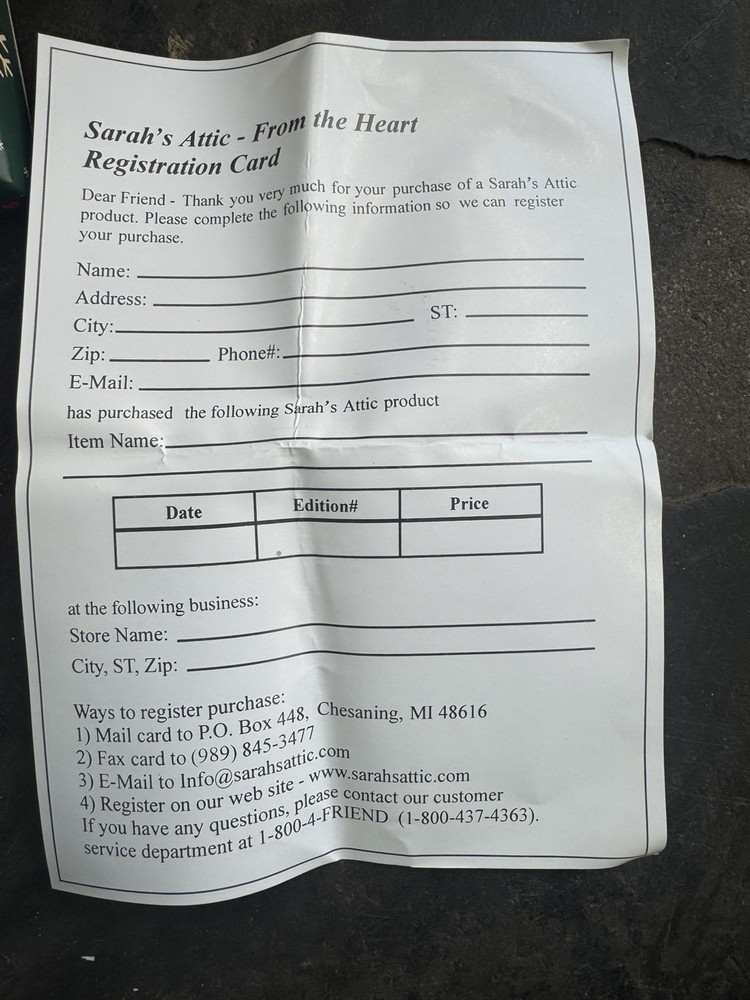 Sarah's Attic - From the Heart
Registration Card
Dear Friend - Thank you very much for your purchase of a Sarah's Attic
product. Please complete the following information so we can register
your purchase.
Name:
Address:
City: ST:
Zip: Phone#:
E-Mail:
has purchased the following Sarah's Attic product
Item Name:
Date Edition# Price
at the following business:
Store Name:
City, ST, Zip:
Ways to register purchase:
1) Mail card to P.O. Box 448, Chesaning, MI 48616
2) Fax card to (989) 845-3477
3) E-Mail to Info@sarahsattic.com
4) Register on our web site - www.sarahsattic.com
If you have any questions, please contact our customer
service department at 1-800-4-FRIEND (1-800-437-4363).